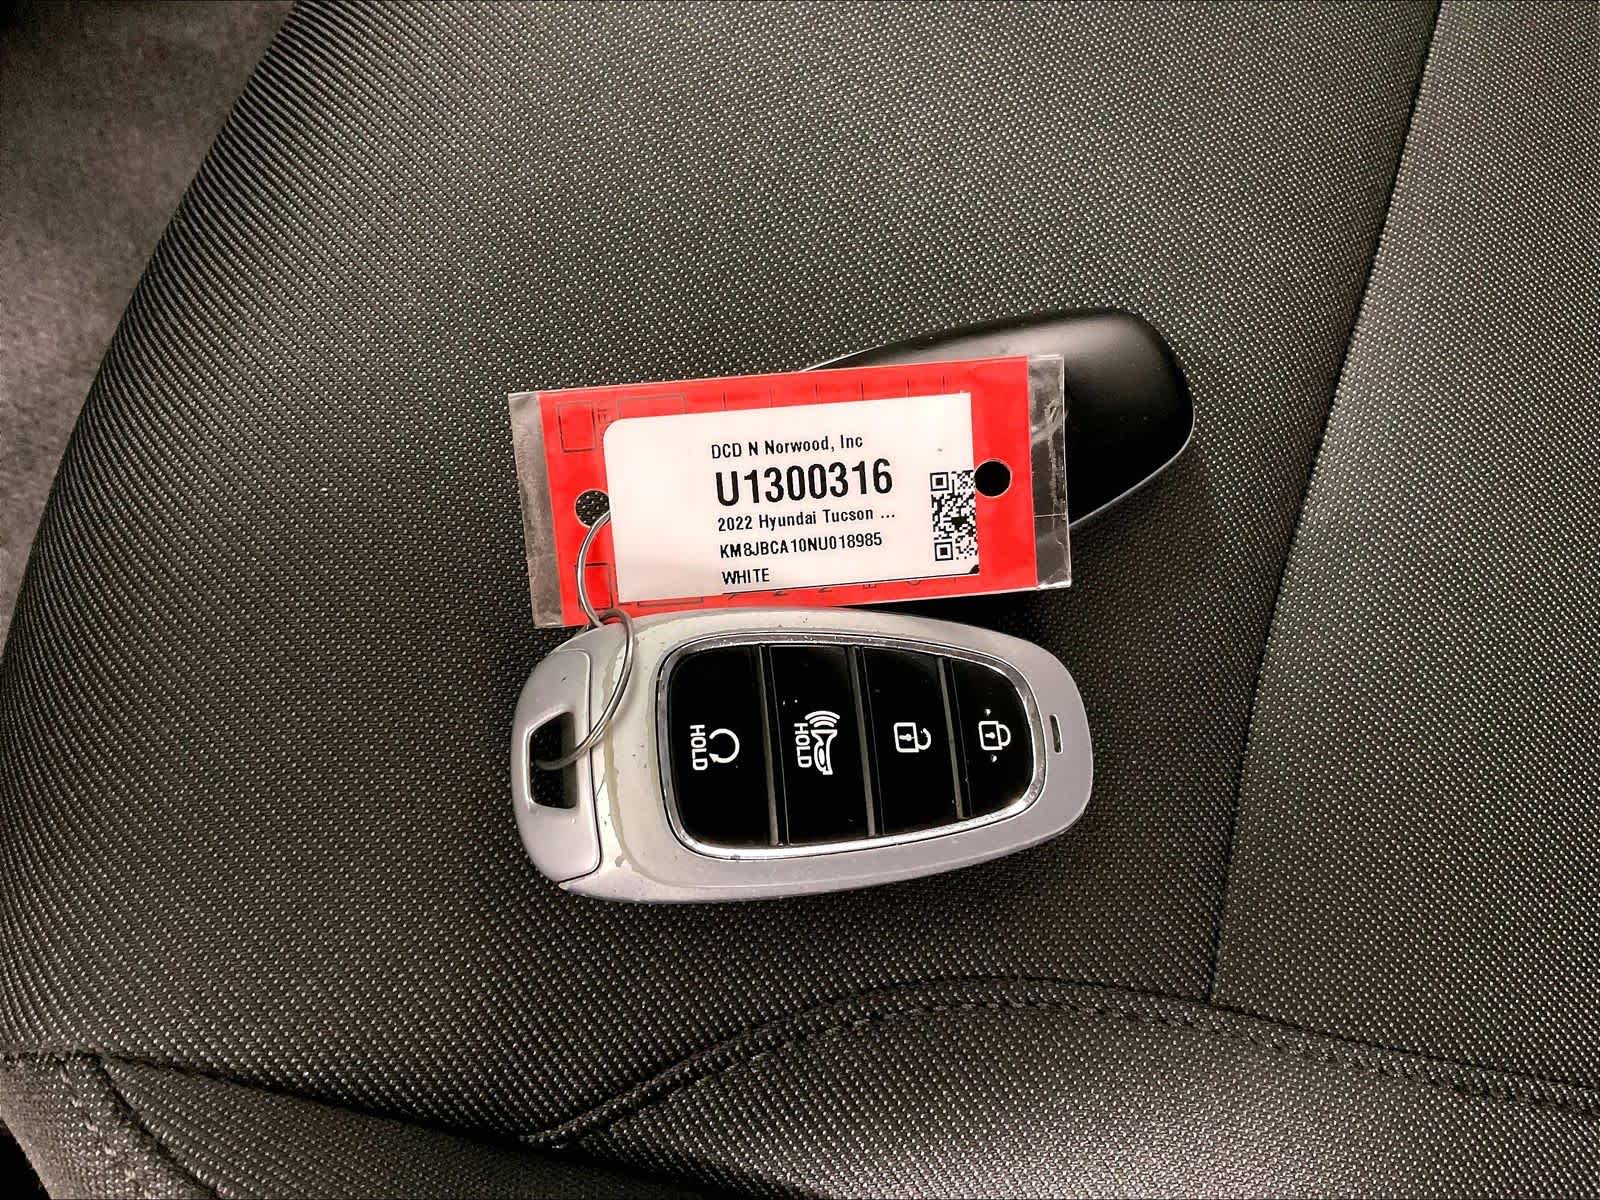 DCD N Norwood, Inc
U1300316
2022 Hyundai Tucson ...
KM8JBCA10NU018985
WHITE
HOLD
HOLD